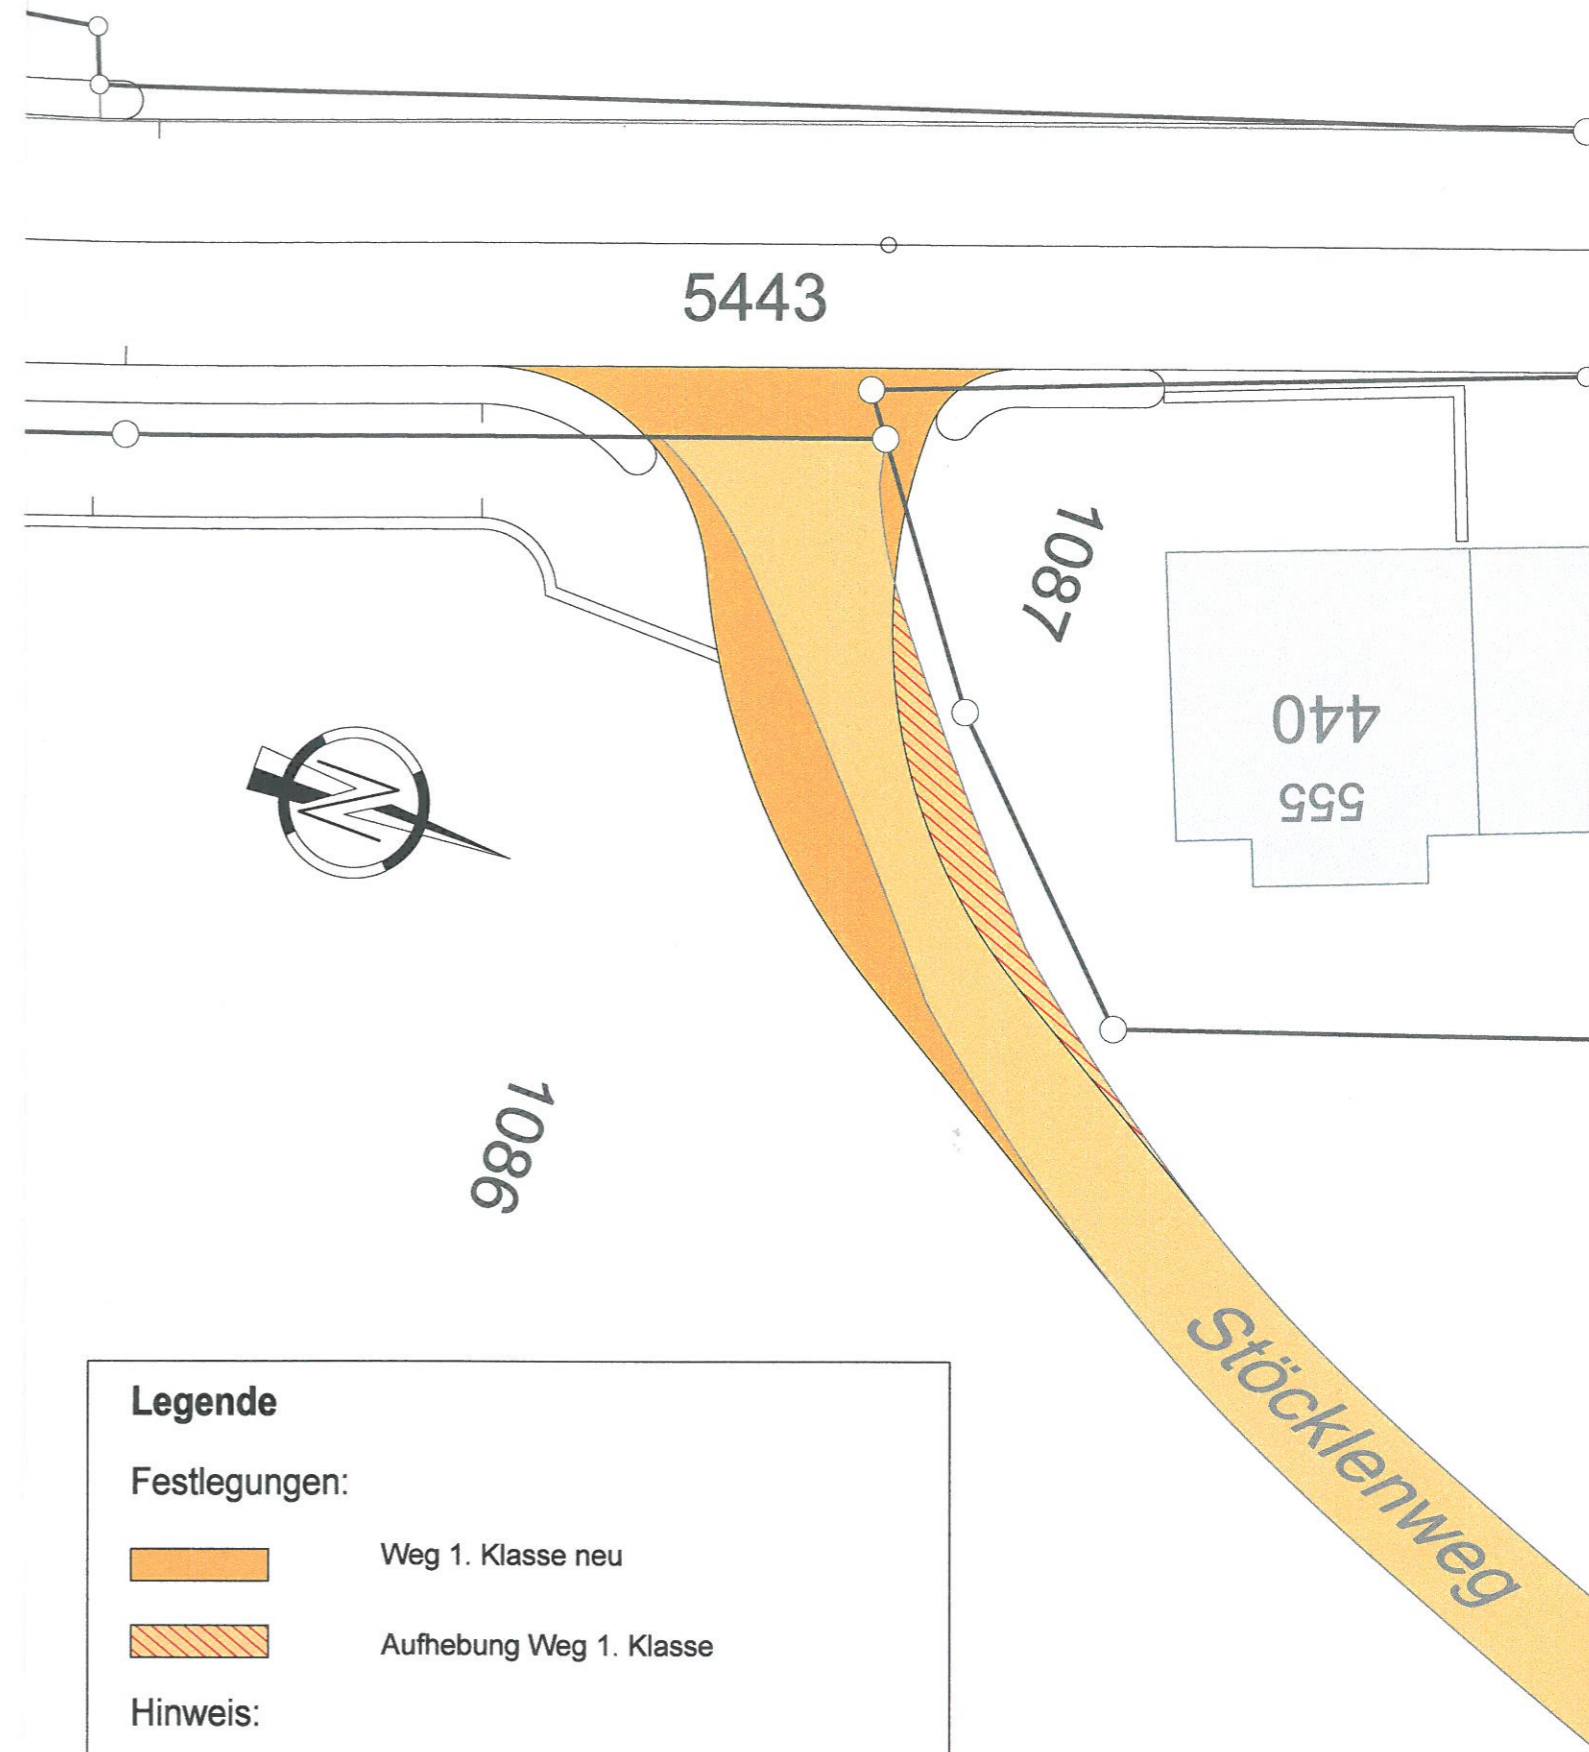 5443
1087
440
555
1086
Stöcklenweg
Legende
Festlegungen:
Weg 1. Klasse neu
Aufhebung Weg 1. Klasse
Hinweis: